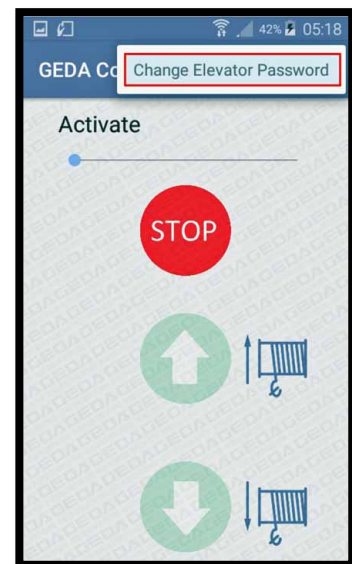 42% 05:18
GEDA Co
Change Elevator Password
Activate
STOP